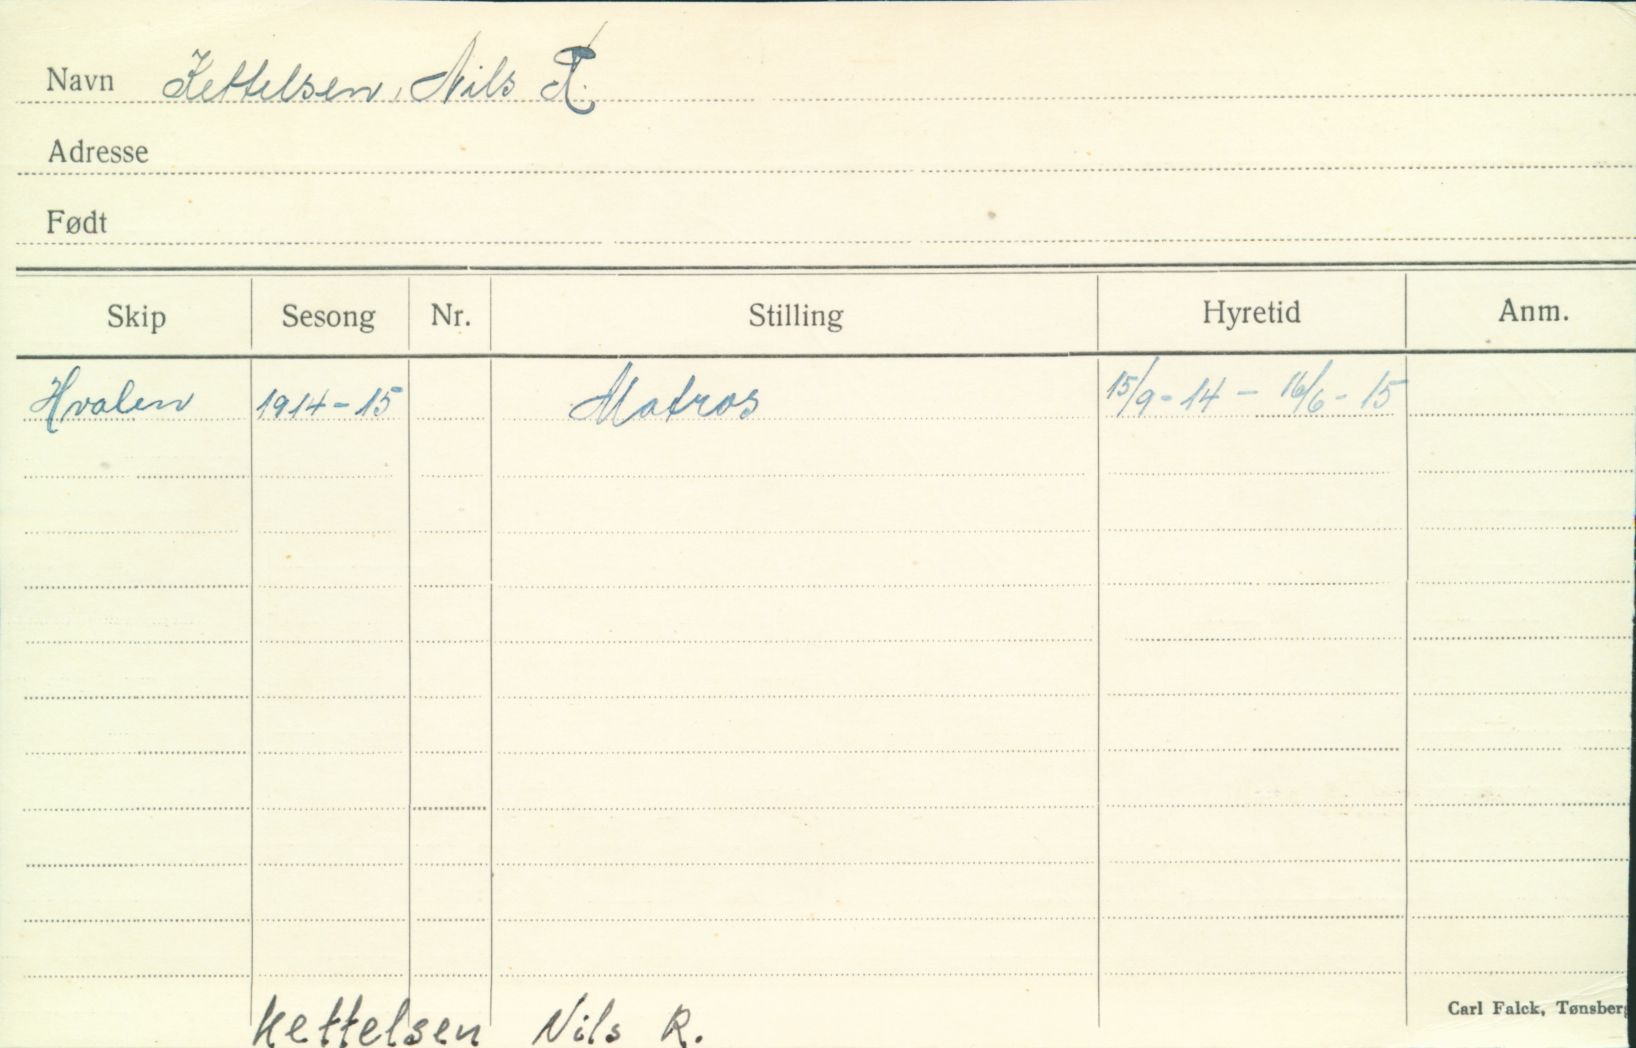 Navn Kettelsen, Nils R.
Adresse
Født
Skip Sesong Nr. Stilling Hyretid Anm.
Hvalen 1914-15 Matros 15/9-14 - 16/6-15
Kettelsen Nils R.
Carl Falck, Tønsberg